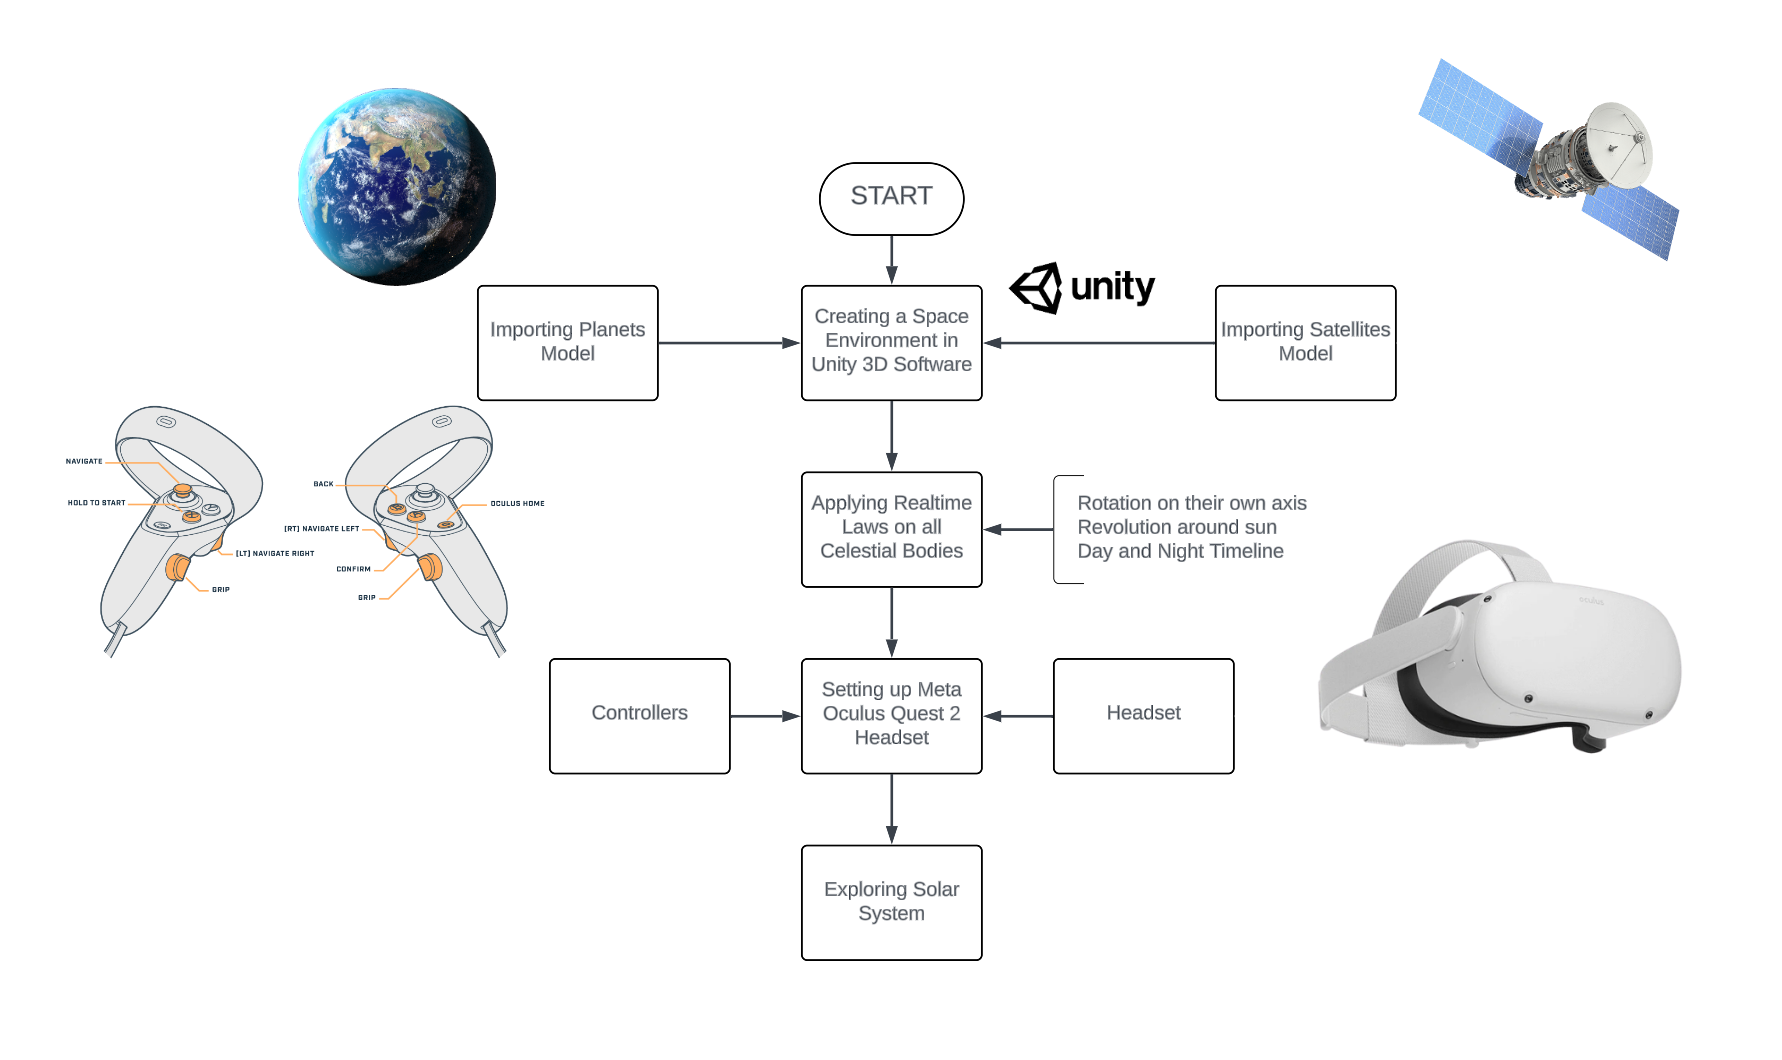 START
unity
Importing Planets
Model
Creating a Space
Environment in
Unity 3D Software
Importing Satellites
Model
NAVIGATE
HOLD TO START
[LT] NAVIGATE RIGHT
GRIP
BACK
OCULUS HOME
[RT] NAVIGATE LEFT
CONFIRM
GRIP
Applying Realtime
Laws on all
Celestial Bodies
Rotation on their own axis
Revolution around sun
Day and Night Timeline
oculus
Controllers
Setting up Meta
Oculus Quest 2
Headset
Headset
Exploring Solar
System